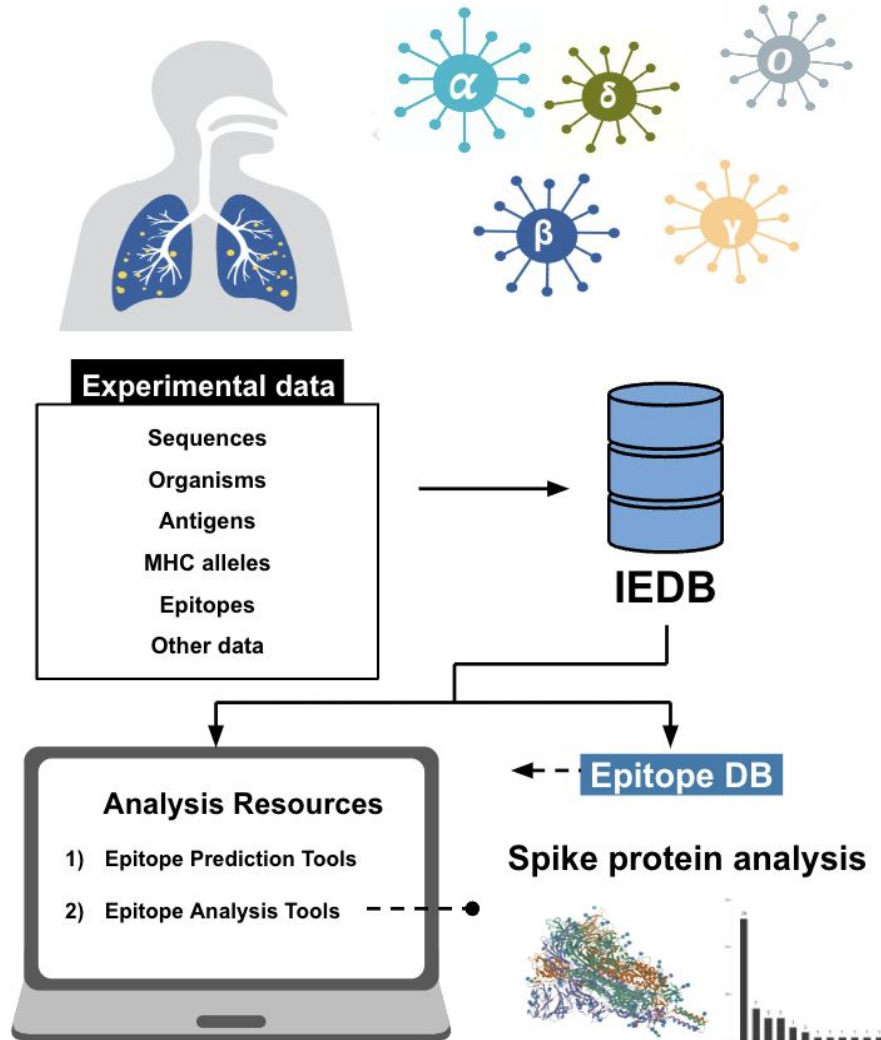 α
δ
O
β
γ
Experimental data
Sequences
Organisms
Antigens
MHC alleles
Epitopes
Other data
IEDB
Analysis Resources
1) Epitope Prediction Tools
2) Epitope Analysis Tools
Epitope DB
Spike protein analysis